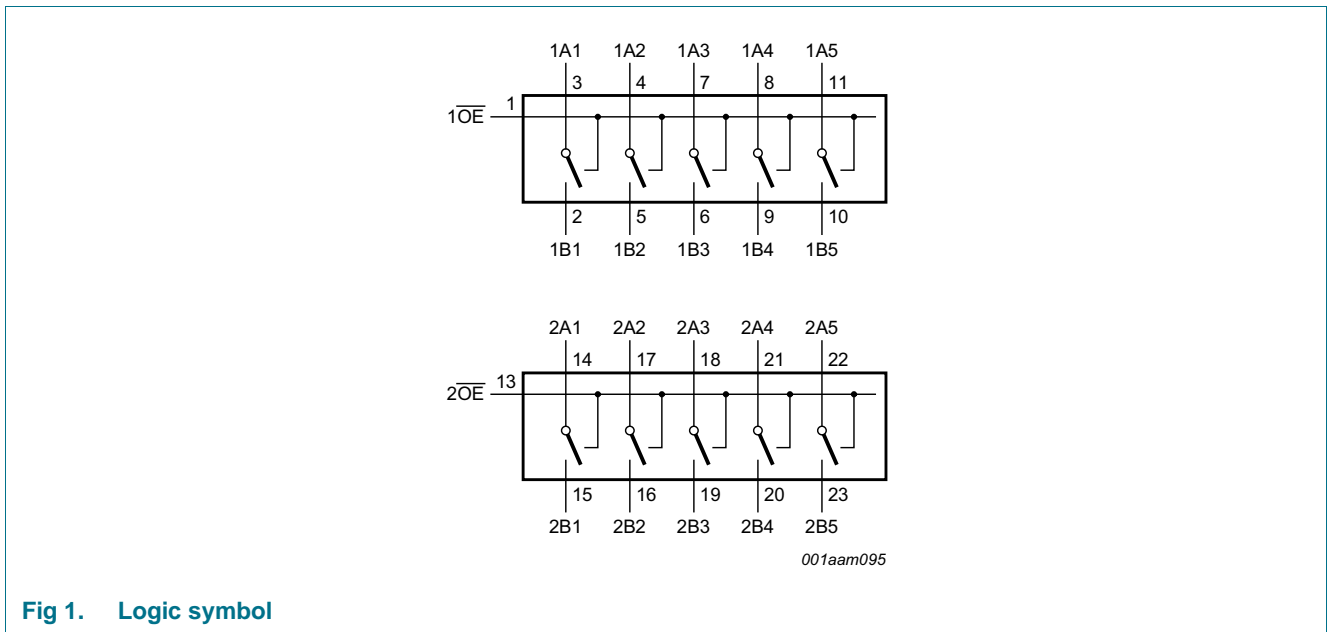 1A1 1A2 1A3 1A4 1A5
3 4 7 8 11
1
1O̅E̅
2 5 6 9 10
1B1 1B2 1B3 1B4 1B5
2A1 2A2 2A3 2A4 2A5
14 17 18 21 22
13
2O̅E̅
15 16 19 20 23
2B1 2B2 2B3 2B4 2B5
001aam095
Fig 1. Logic symbol